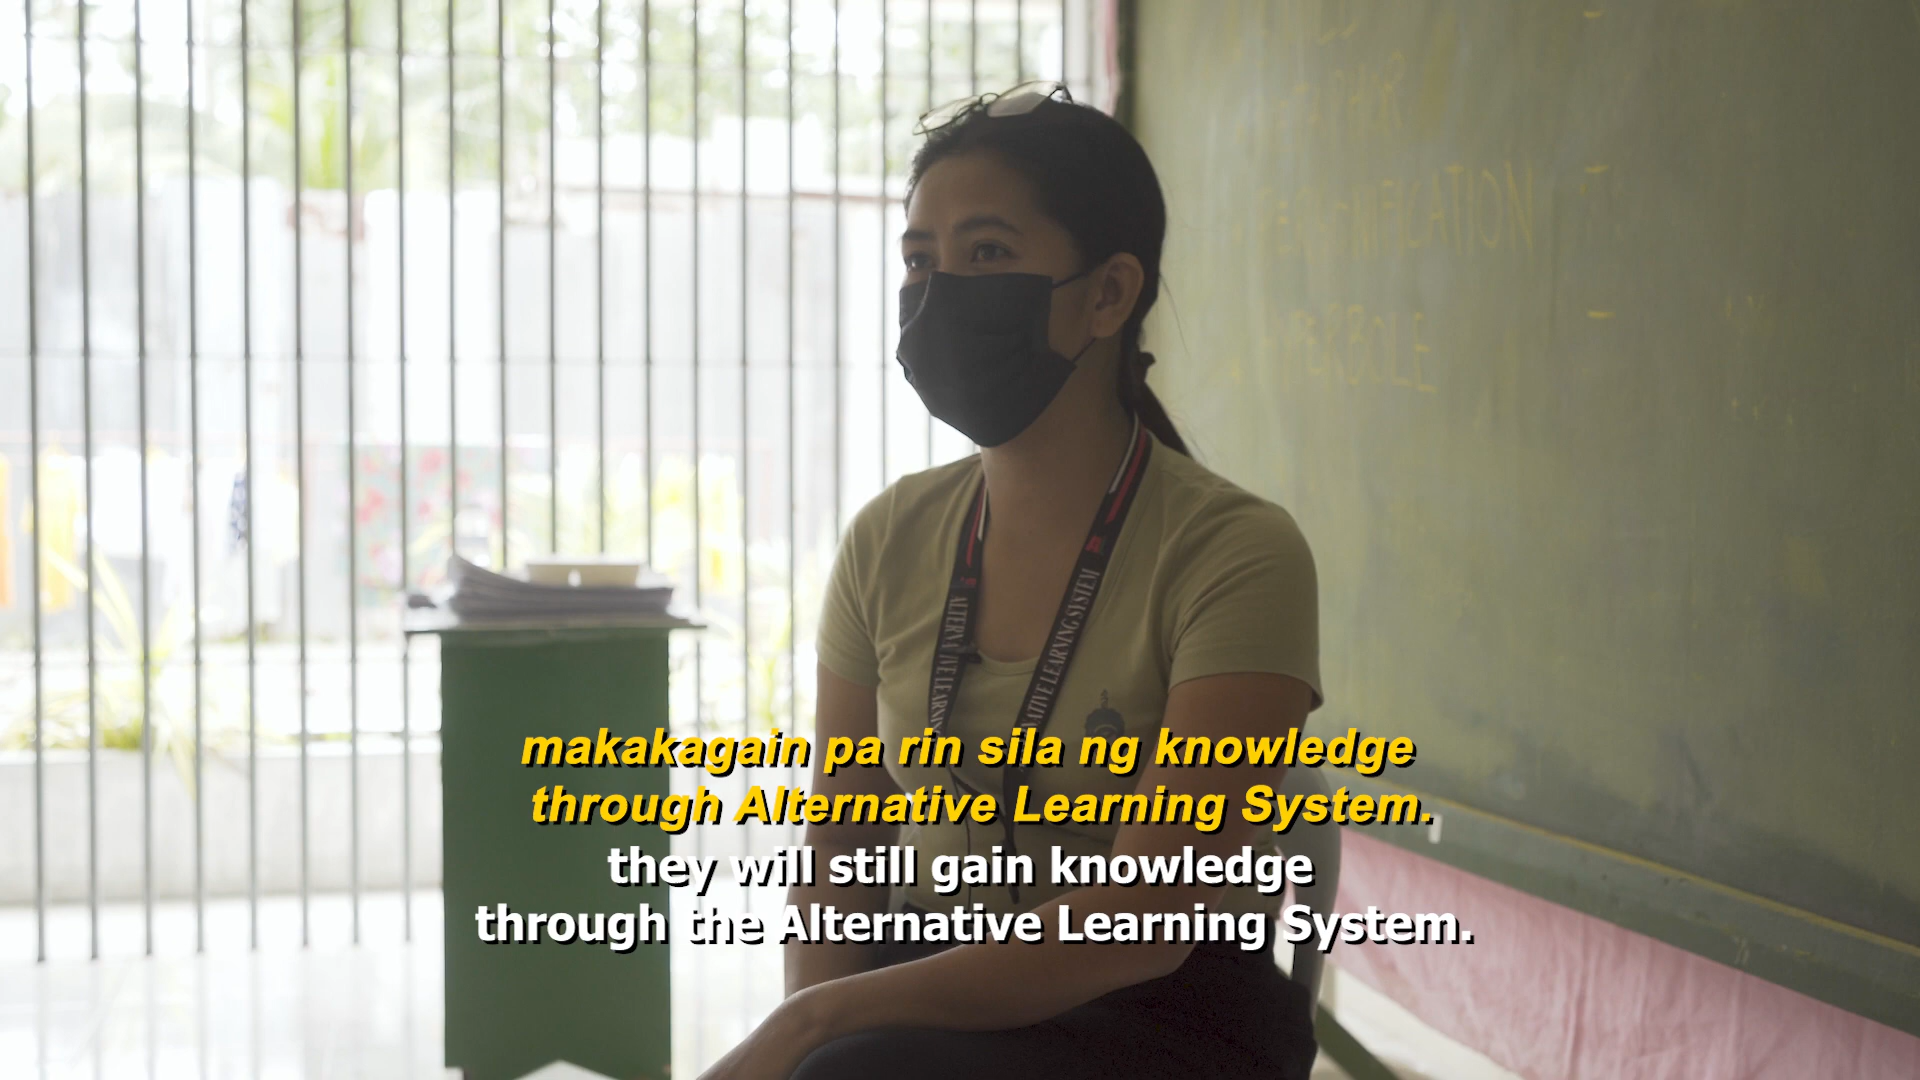 HYPERBOLE
ALTERNATIVE LEARNING SYSTEM
makakagain pa rin sila ng knowledge
through Alternative Learning System.
they will still gain knowledge
through the Alternative Learning System.